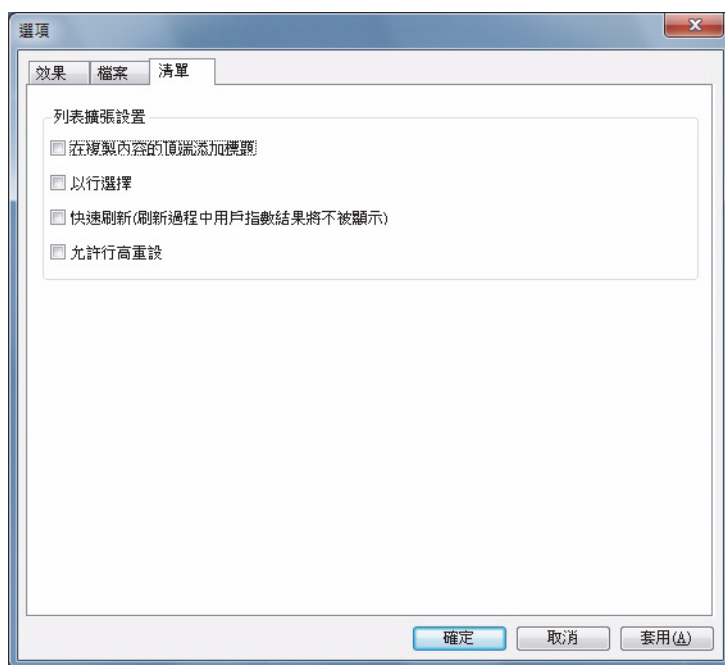 選項
效果 檔案 清單
列表擴張設置
在複製內容的頂端添加標題
以行選擇
快速刷新(刷新過程中用戶指數結果將不被顯示)
允許行高重設
確定 取消 套用(A)